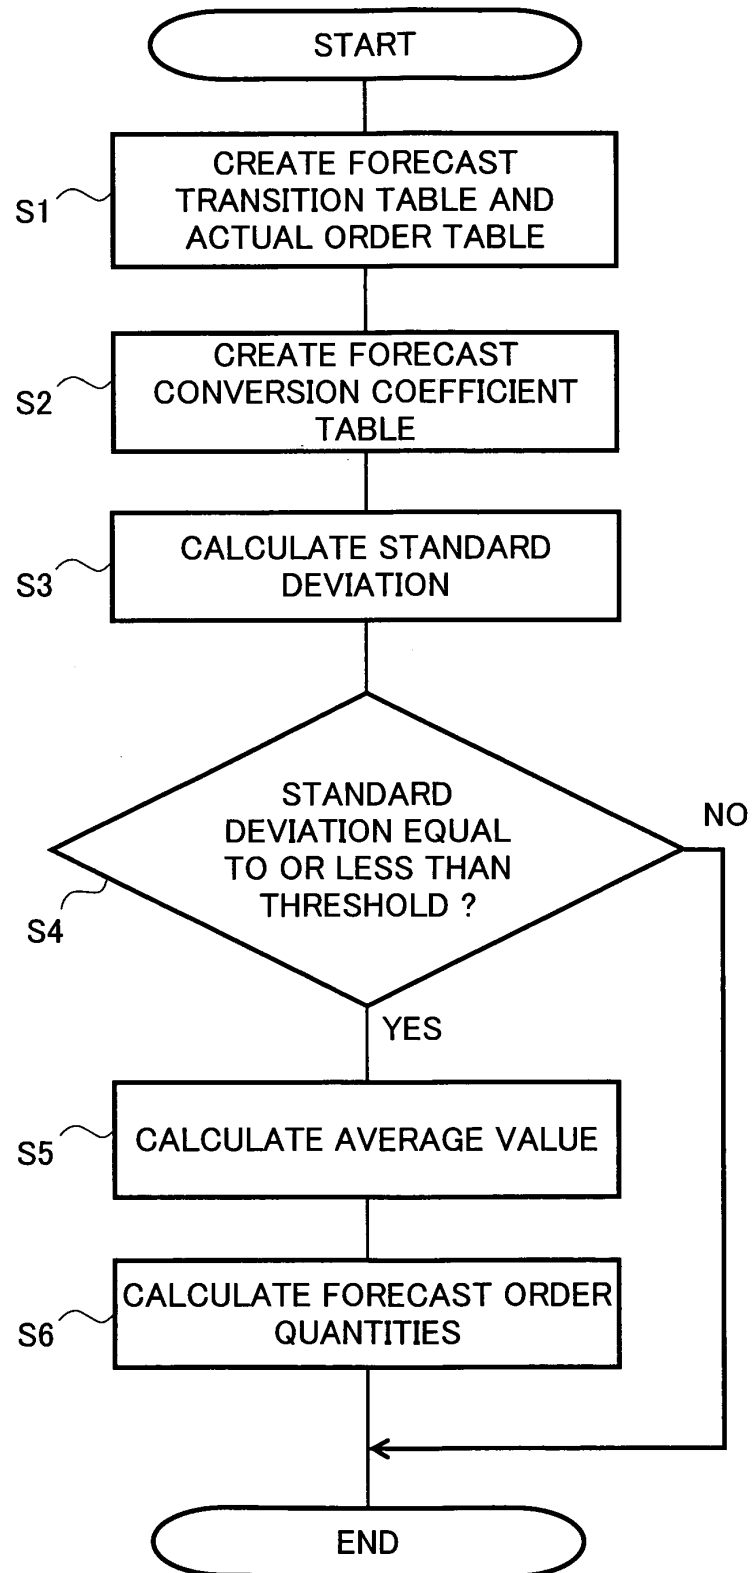 START
CREATE FORECAST
TRANSITION TABLE AND
ACTUAL ORDER TABLE
S1
CREATE FORECAST
CONVERSION COEFFICIENT
TABLE
S2
CALCULATE STANDARD
DEVIATION
S3
STANDARD
DEVIATION EQUAL
TO OR LESS THAN
THRESHOLD ?
NO
S4
YES
CALCULATE AVERAGE VALUE
S5
CALCULATE FORECAST ORDER
QUANTITIES
S6
END